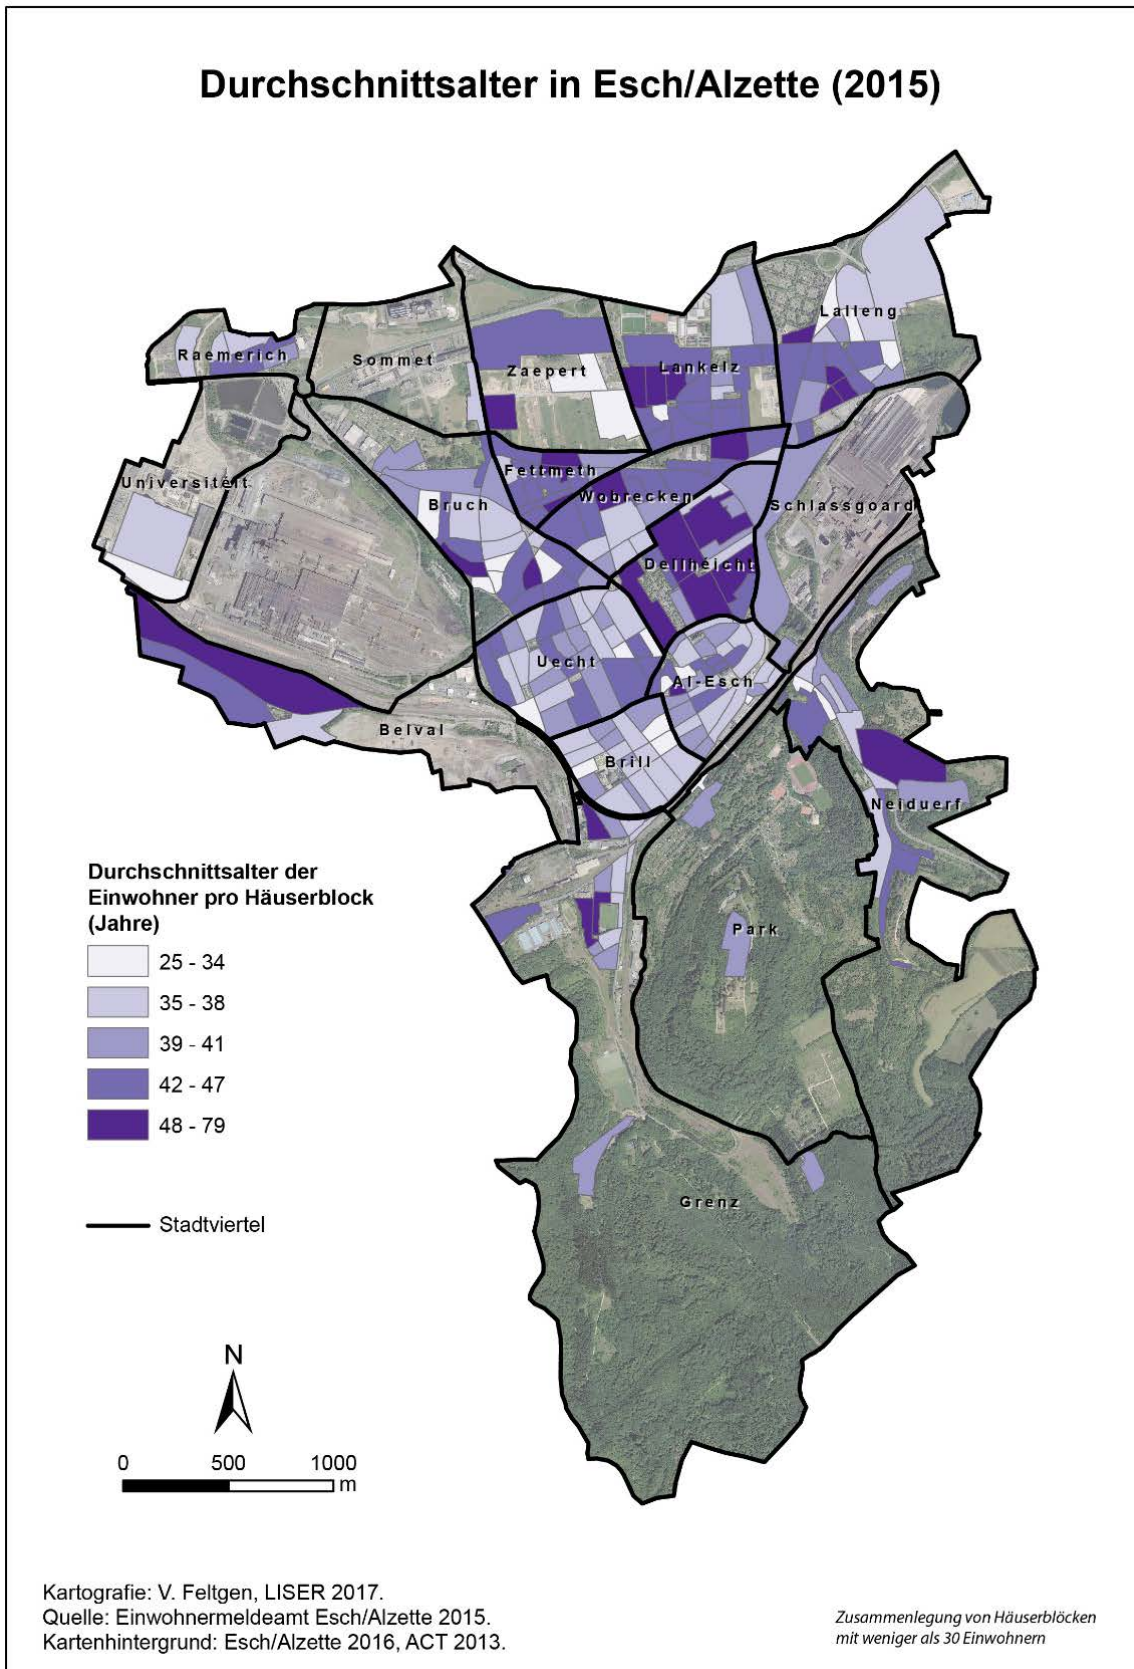 Durchschnittsalter in Esch/Alzette (2015)
Lalleng
Raemerich
Sommet
Zaepert
Lankelz
Universitéit
Fettmeth
Wobrecken
Bruch
Schlassgoard
Dellhéicht
Uecht
Al-Esch
Belval
Brill
Neiduerf
Park
Grenz
Durchschnittsalter der
Einwohner pro Häuserblock
(Jahre)
25 - 34
35 - 38
39 - 41
42 - 47
48 - 79
Stadtviertel
N
0 500 1000
m
Kartografie: V. Feltgen, LISER 2017.
Quelle: Einwohnermeldeamt Esch/Alzette 2015.
Kartenhintergrund: Esch/Alzette 2016, ACT 2013.
Zusammenlegung von Häuserblöcken
mit weniger als 30 Einwohnern